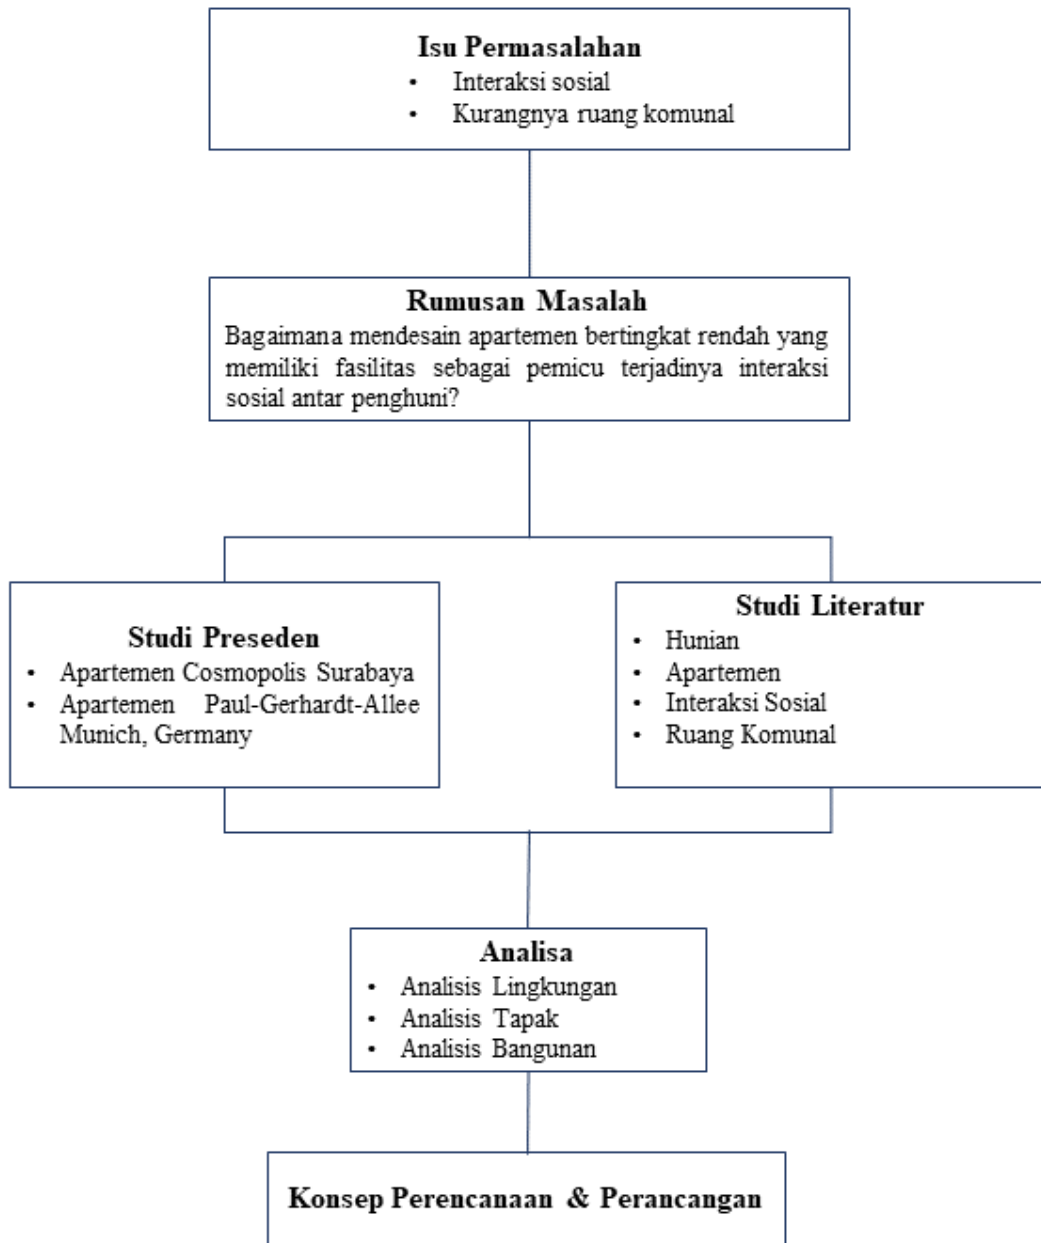 Isu Permasalahan
• Interaksi sosial
• Kurangnya ruang komunal
Rumusan Masalah
Bagaimana mendesain apartemen bertingkat rendah yang
memiliki fasilitas sebagai pemicu terjadinya interaksi
sosial antar penghuni?
Studi Preseden
• Apartemen Cosmopolis Surabaya
• Apartemen Paul-Gerhardt-Allee
Munich, Germany
Studi Literatur
• Hunian
• Apartemen
• Interaksi Sosial
• Ruang Komunal
Analisa
• Analisis Lingkungan
• Analisis Tapak
• Analisis Bangunan
Konsep Perencanaan & Perancangan